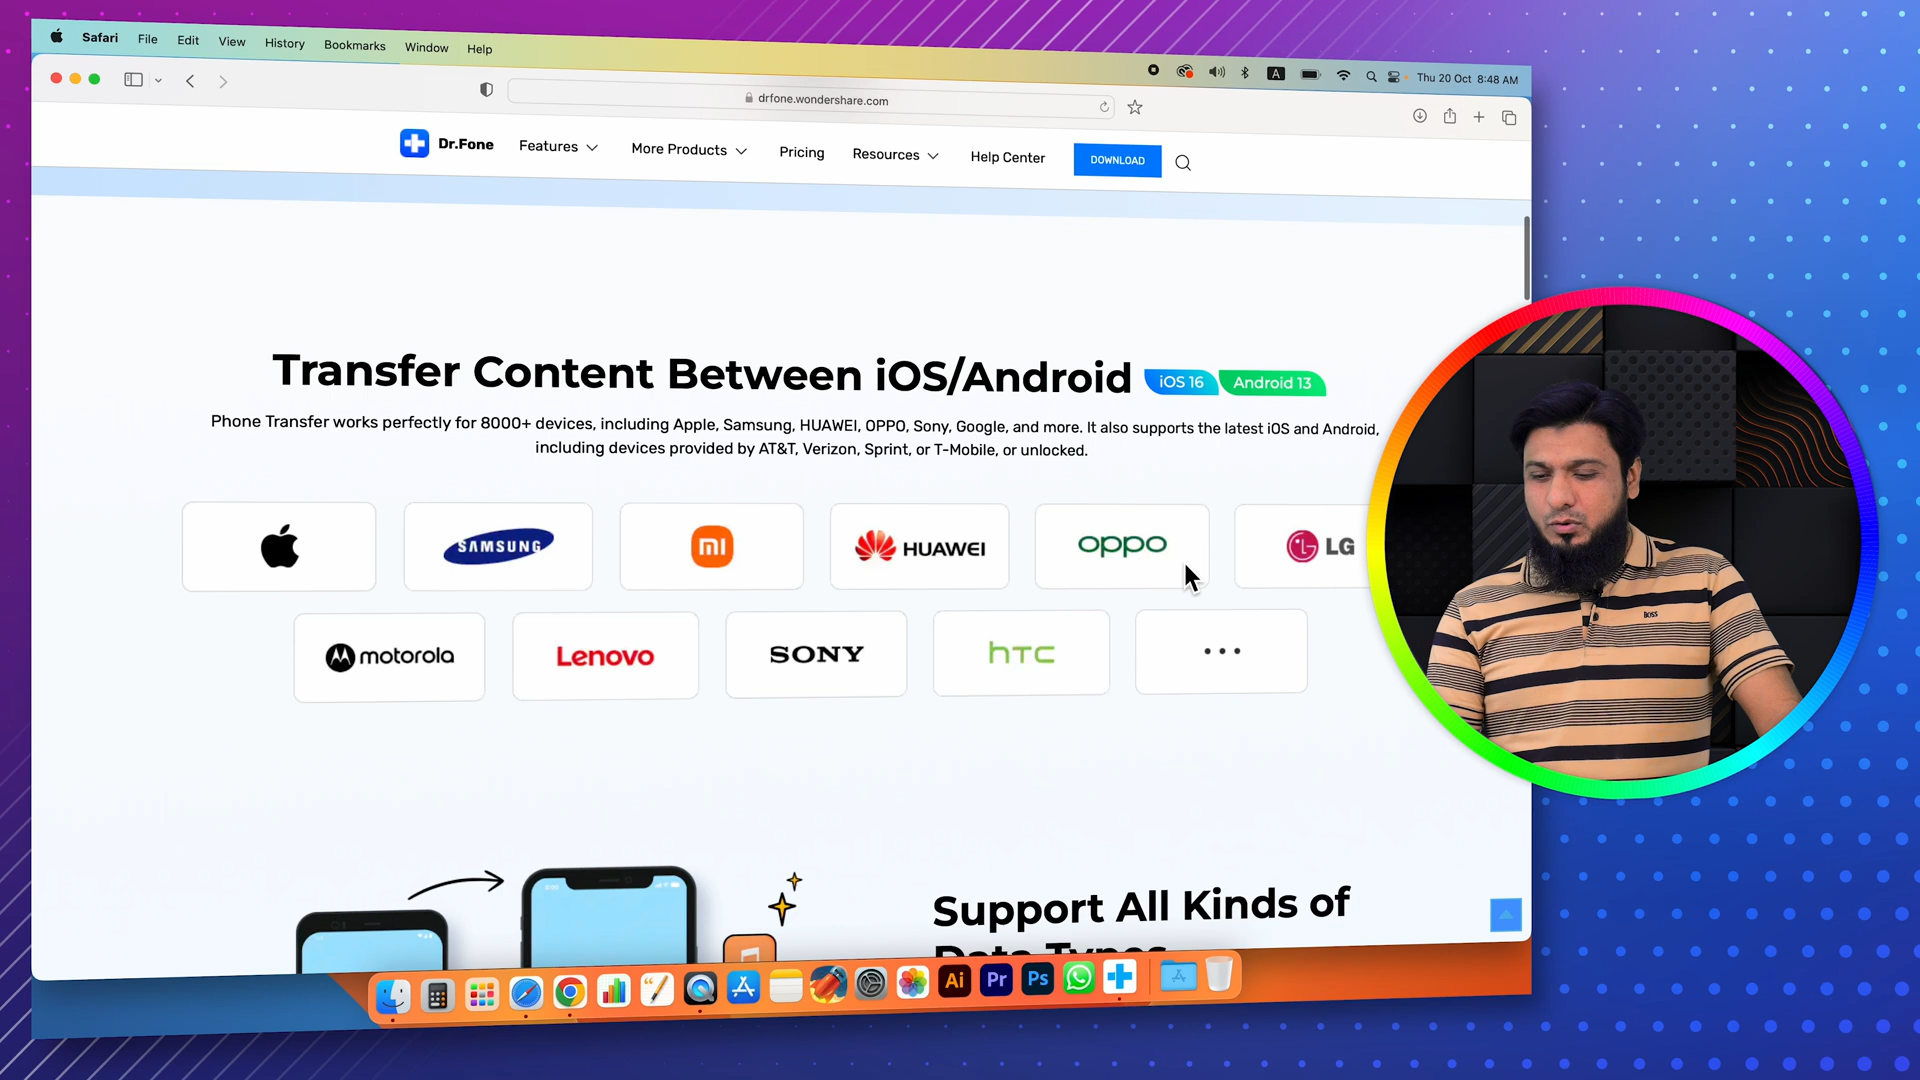 Safari File Edit View History Bookmarks Window Help
A Thu 20 Oct 8:48 AM
drfone.wondershare.com
Dr.Fone Features More Products Pricing Resources Help Center DOWNLOAD
Transfer Content Between iOS/Android iOS 16 Android 13
Phone Transfer works perfectly for 8000+ devices, including Apple, Samsung, HUAWEI, OPPO, Sony, Google, and more. It also supports the latest iOS and Android,
including devices provided by AT&T, Verizon, Sprint, or T-Mobile, or unlocked.
SAMSUNG mi HUAWEI oppo LG
motorola Lenovo SONY hTC ...
BOSS
Support All Kinds of
Data Types
Ai Pr Ps